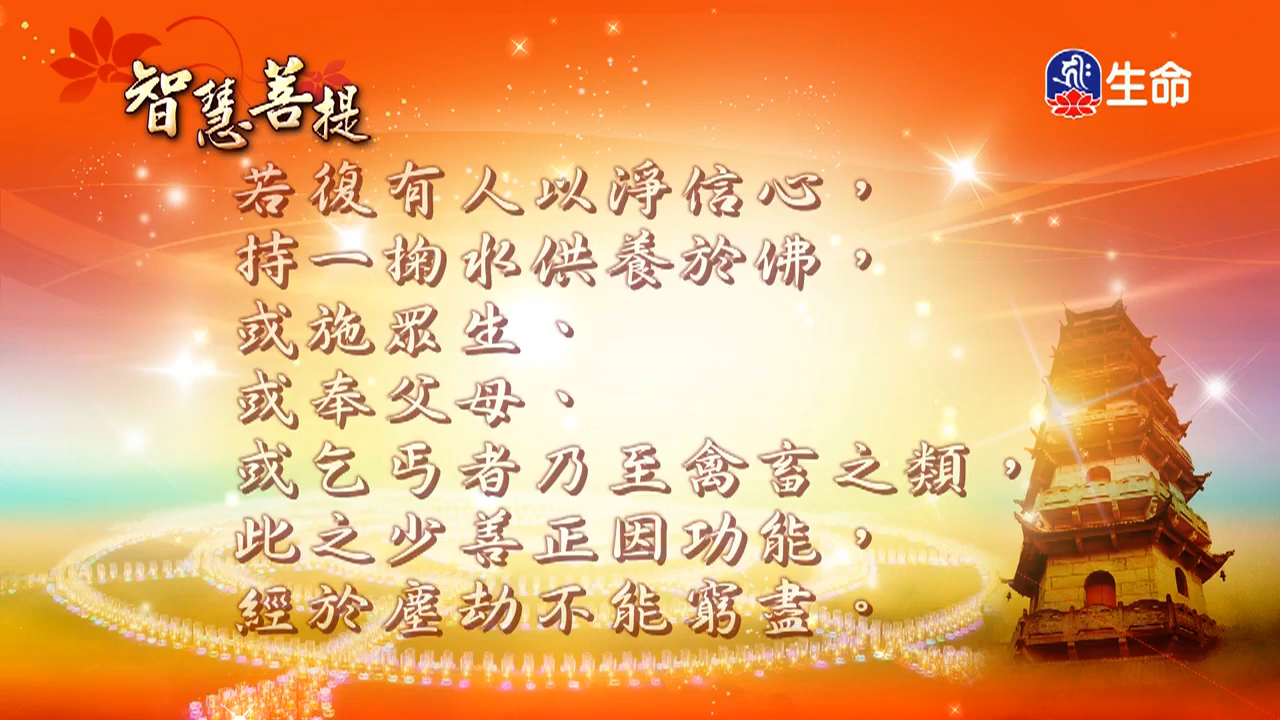 智慧菩提
生命
若復有人以淨信心，
持一掬水供養於佛，
或施眾生、
或奉父母、
或乞丐者乃至禽畜之類，
此之少善正因功能，
經於塵劫不能窮盡。